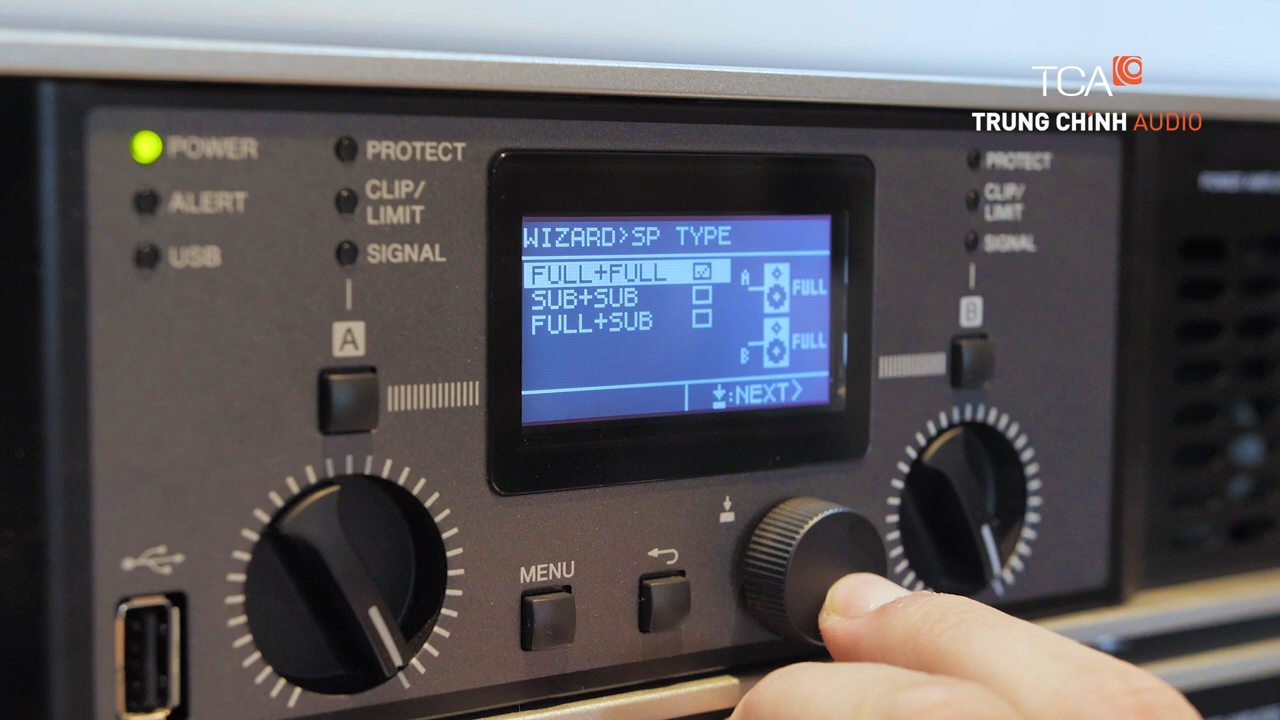 TCA
TRUNG CHÍNH AUDIO
POWER
ALERT
USB
PROTECT
CLIP/
LIMIT
SIGNAL
A
WIZARD>SP TYPE
FULL+FULL
SUB+SUB
FULL+SUB
A
FULL
B
FULL
:NEXT>
PROTECT
CLIP/
LIMIT
SIGNAL
B
MENU